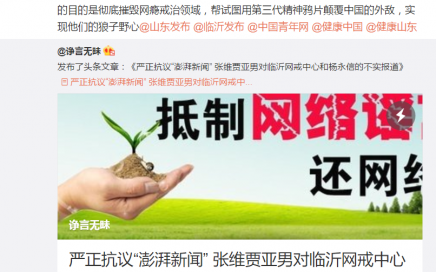 的目的是彻底摧毁网瘾戒治领域，帮试图用第三代精神鸦片颠覆中国的外敌，实
现他们的狼子野心@山东发布 @临沂发布 @中国青年网 @健康中国 @健康山东
@诤言无昧
发布了头条文章：《严正抗议“澎湃新闻” 张维贾亚男对临沂网戒中心和杨永信的不实报道》
严正抗议“澎湃新闻” 张维贾亚男对临沂网戒中...
抵制网络语
还网
诤言无昧
严正抗议“澎湃新闻” 张维贾亚男对临沂网戒中心